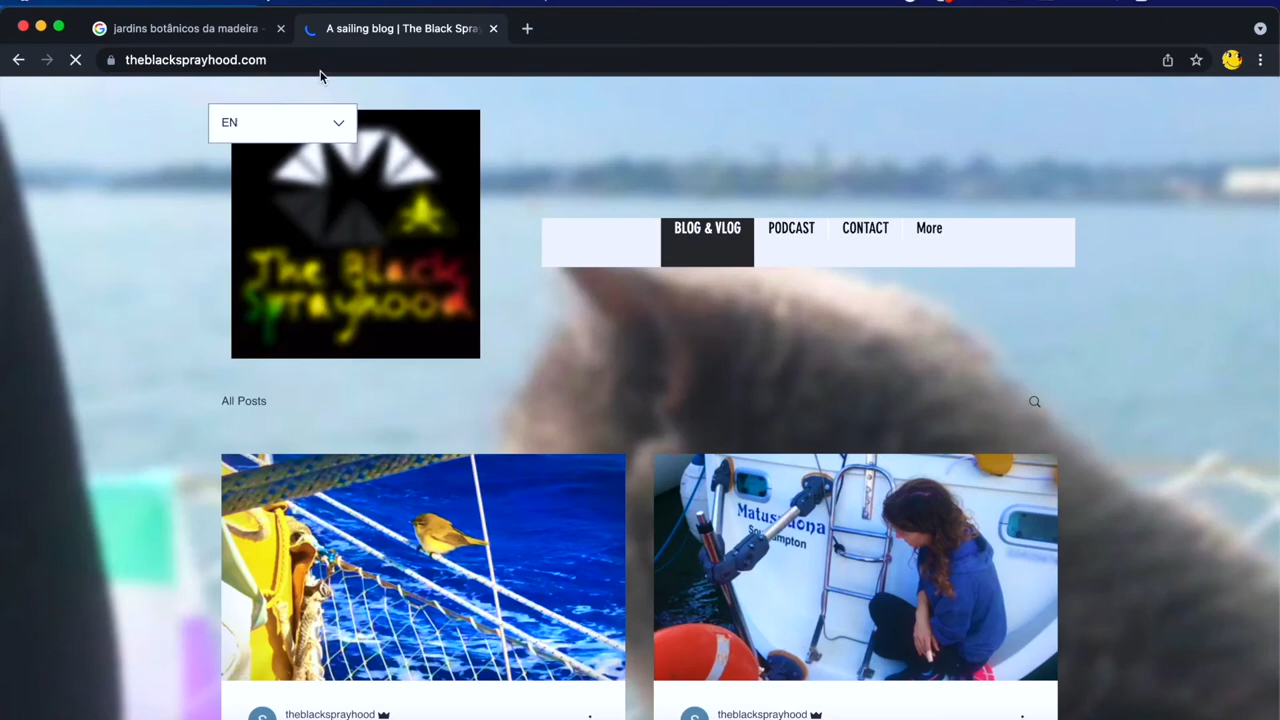 jardins botânicos da madeira -
A sailing blog | The Black Spra
theblacksprayhood.com
EN
The Black
Sprayhood
BLOG & VLOG
PODCAST
CONTACT
More
All Posts
Southampton
theblacksprayhood
theblacksprayhood